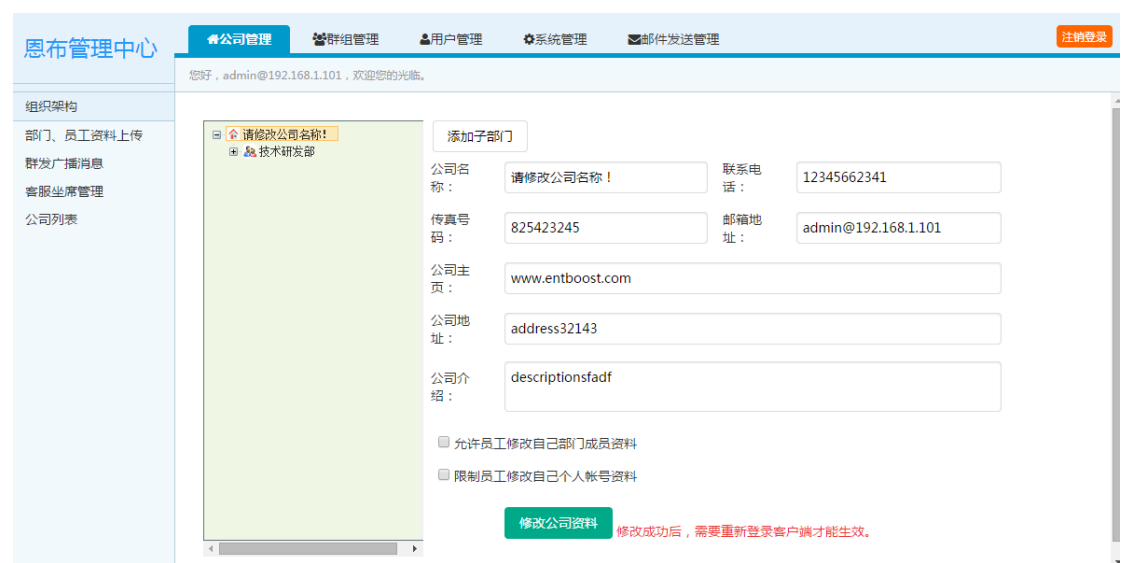 恩布管理中心
公司管理 群组管理 用户管理 系统管理 邮件发送管理 注销登录
您好，admin@192.168.1.101，欢迎您的光临。
组织架构
部门、员工资料上传
群发广播消息
客服坐席管理
公司列表
请修改公司名称!
技术研发部
添加子部门
公司名
称：
请修改公司名称！
联系电
话：
12345662341
传真号
码：
825423245
邮箱地
址：
admin@192.168.1.101
公司主
页：
www.entboost.com
公司地
址：
address32143
公司介
绍：
descriptionsfadf
允许员工修改自己部门成员资料
限制员工修改自己个人帐号资料
修改公司资料 修改成功后，需要重新登录客户端才能生效。